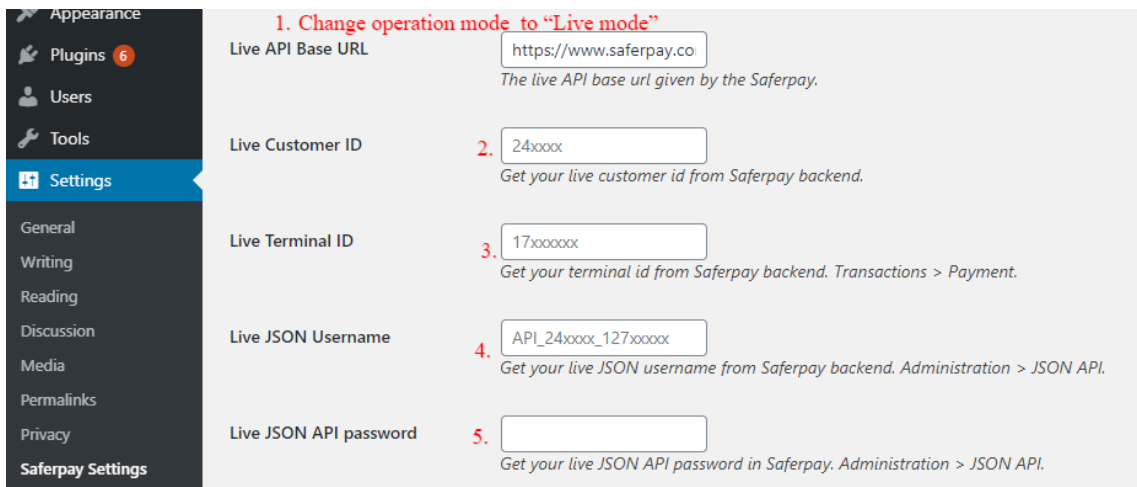 Appearance
Plugins 6
Users
Tools
Settings
General
Writing
Reading
Discussion
Media
Permalinks
Privacy
Saferpay Settings
1. Change operation mode to “Live mode”
Live API Base URL
https://www.saferpay.co
The live API base url given by the Saferpay.
Live Customer ID
2. 24xxxx
Get your live customer id from Saferpay backend.
Live Terminal ID
3. 17xxxxxx
Get your terminal id from Saferpay backend. Transactions > Payment.
Live JSON Username
4. API_24xxxx_127xxxxx
Get your live JSON username from Saferpay backend. Administration > JSON API.
Live JSON API password
5.
Get your live JSON API password in Saferpay. Administration > JSON API.